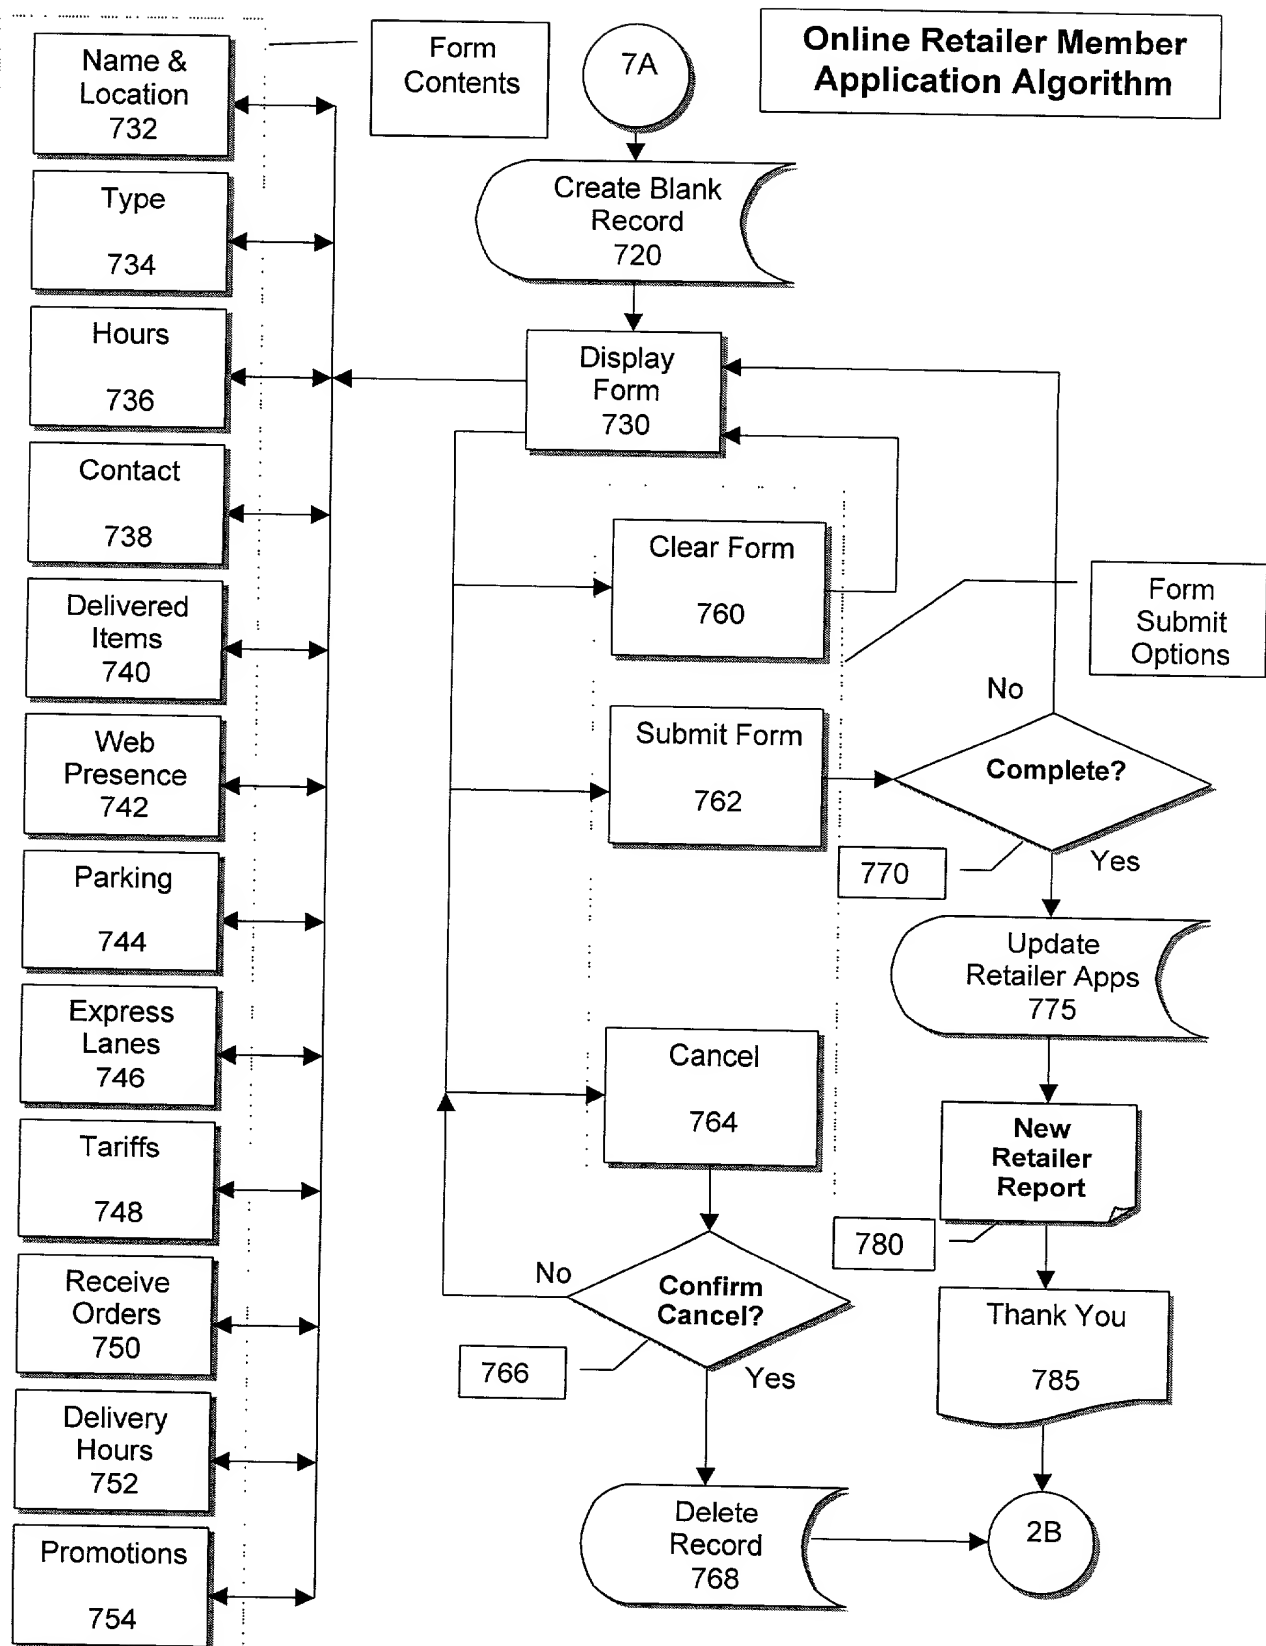 Online Retailer Member
Application Algorithm
Form
Contents
7A
Name &
Location
732
Type
734
Hours
736
Contact
738
Delivered
Items
740
Web
Presence
742
Parking
744
Express
Lanes
746
Tariffs
748
Receive
Orders
750
Delivery
Hours
752
Promotions
754
Create Blank
Record
720
Display
Form
730
Clear Form
760
Form
Submit
Options
Submit Form
762
No
Complete?
770
Yes
Update
Retailer Apps
775
Cancel
764
New
Retailer
Report
780
No
Confirm
Cancel?
766
Yes
Thank You
785
Delete
Record
768
2B